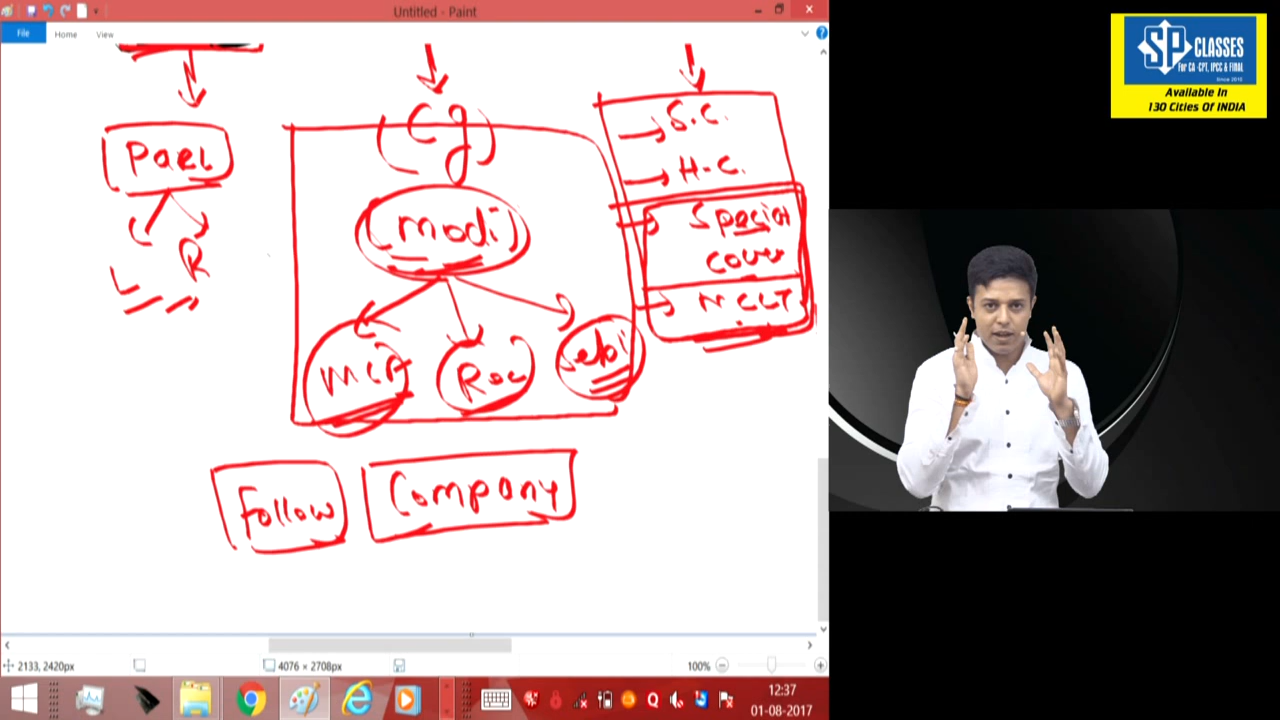 Untitled - Paint
File
Home
View
SP
CLASSES
For CA -CPT, IPCC & FINAL
Since 2010
Available In
130 Cities Of INDIA
Parl
L
R
Cg
(modi)
MCA
Roc
Sebi
S.C.
H.C.
Special
Court
NCLT
Follow
Company
2133, 2420px
4076 × 2708px
100%
12:37
01-08-2017